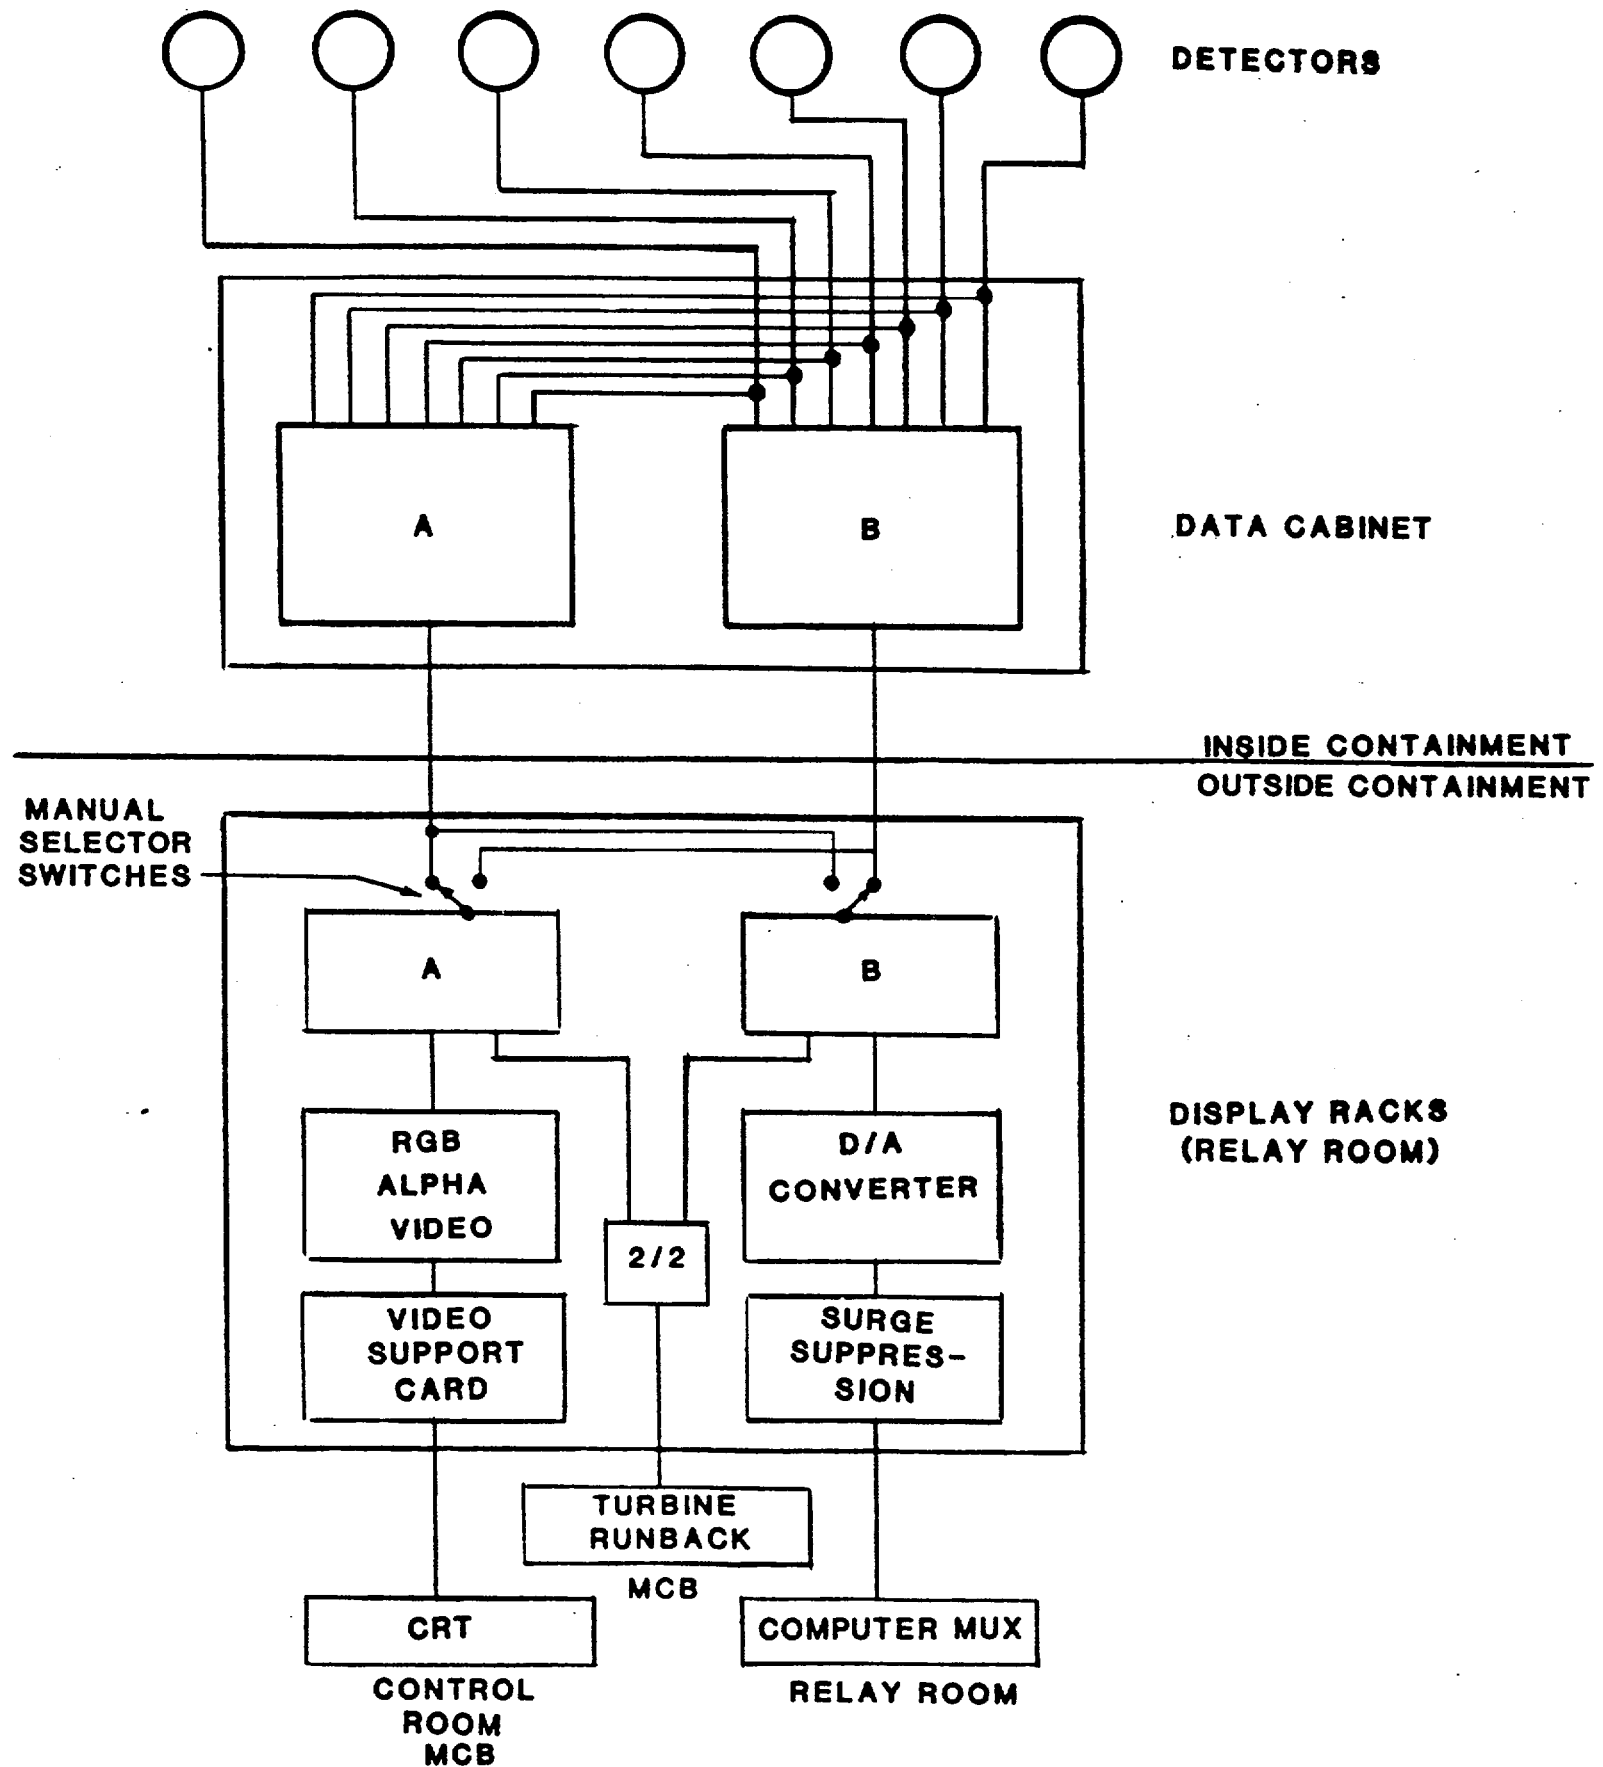 DETECTORS
A
B
DATA CABINET
INSIDE CONTAINMENT
OUTSIDE CONTAINMENT
MANUAL
SELECTOR
SWITCHES
A
B
DISPLAY RACKS
(RELAY ROOM)
RGB
ALPHA
VIDEO
D/A
CONVERTER
2/2
VIDEO
SUPPORT
CARD
SURGE
SUPPRES-
SION
TURBINE
RUNBACK
MCB
CRT
CONTROL
ROOM
MCB
COMPUTER MUX
RELAY ROOM